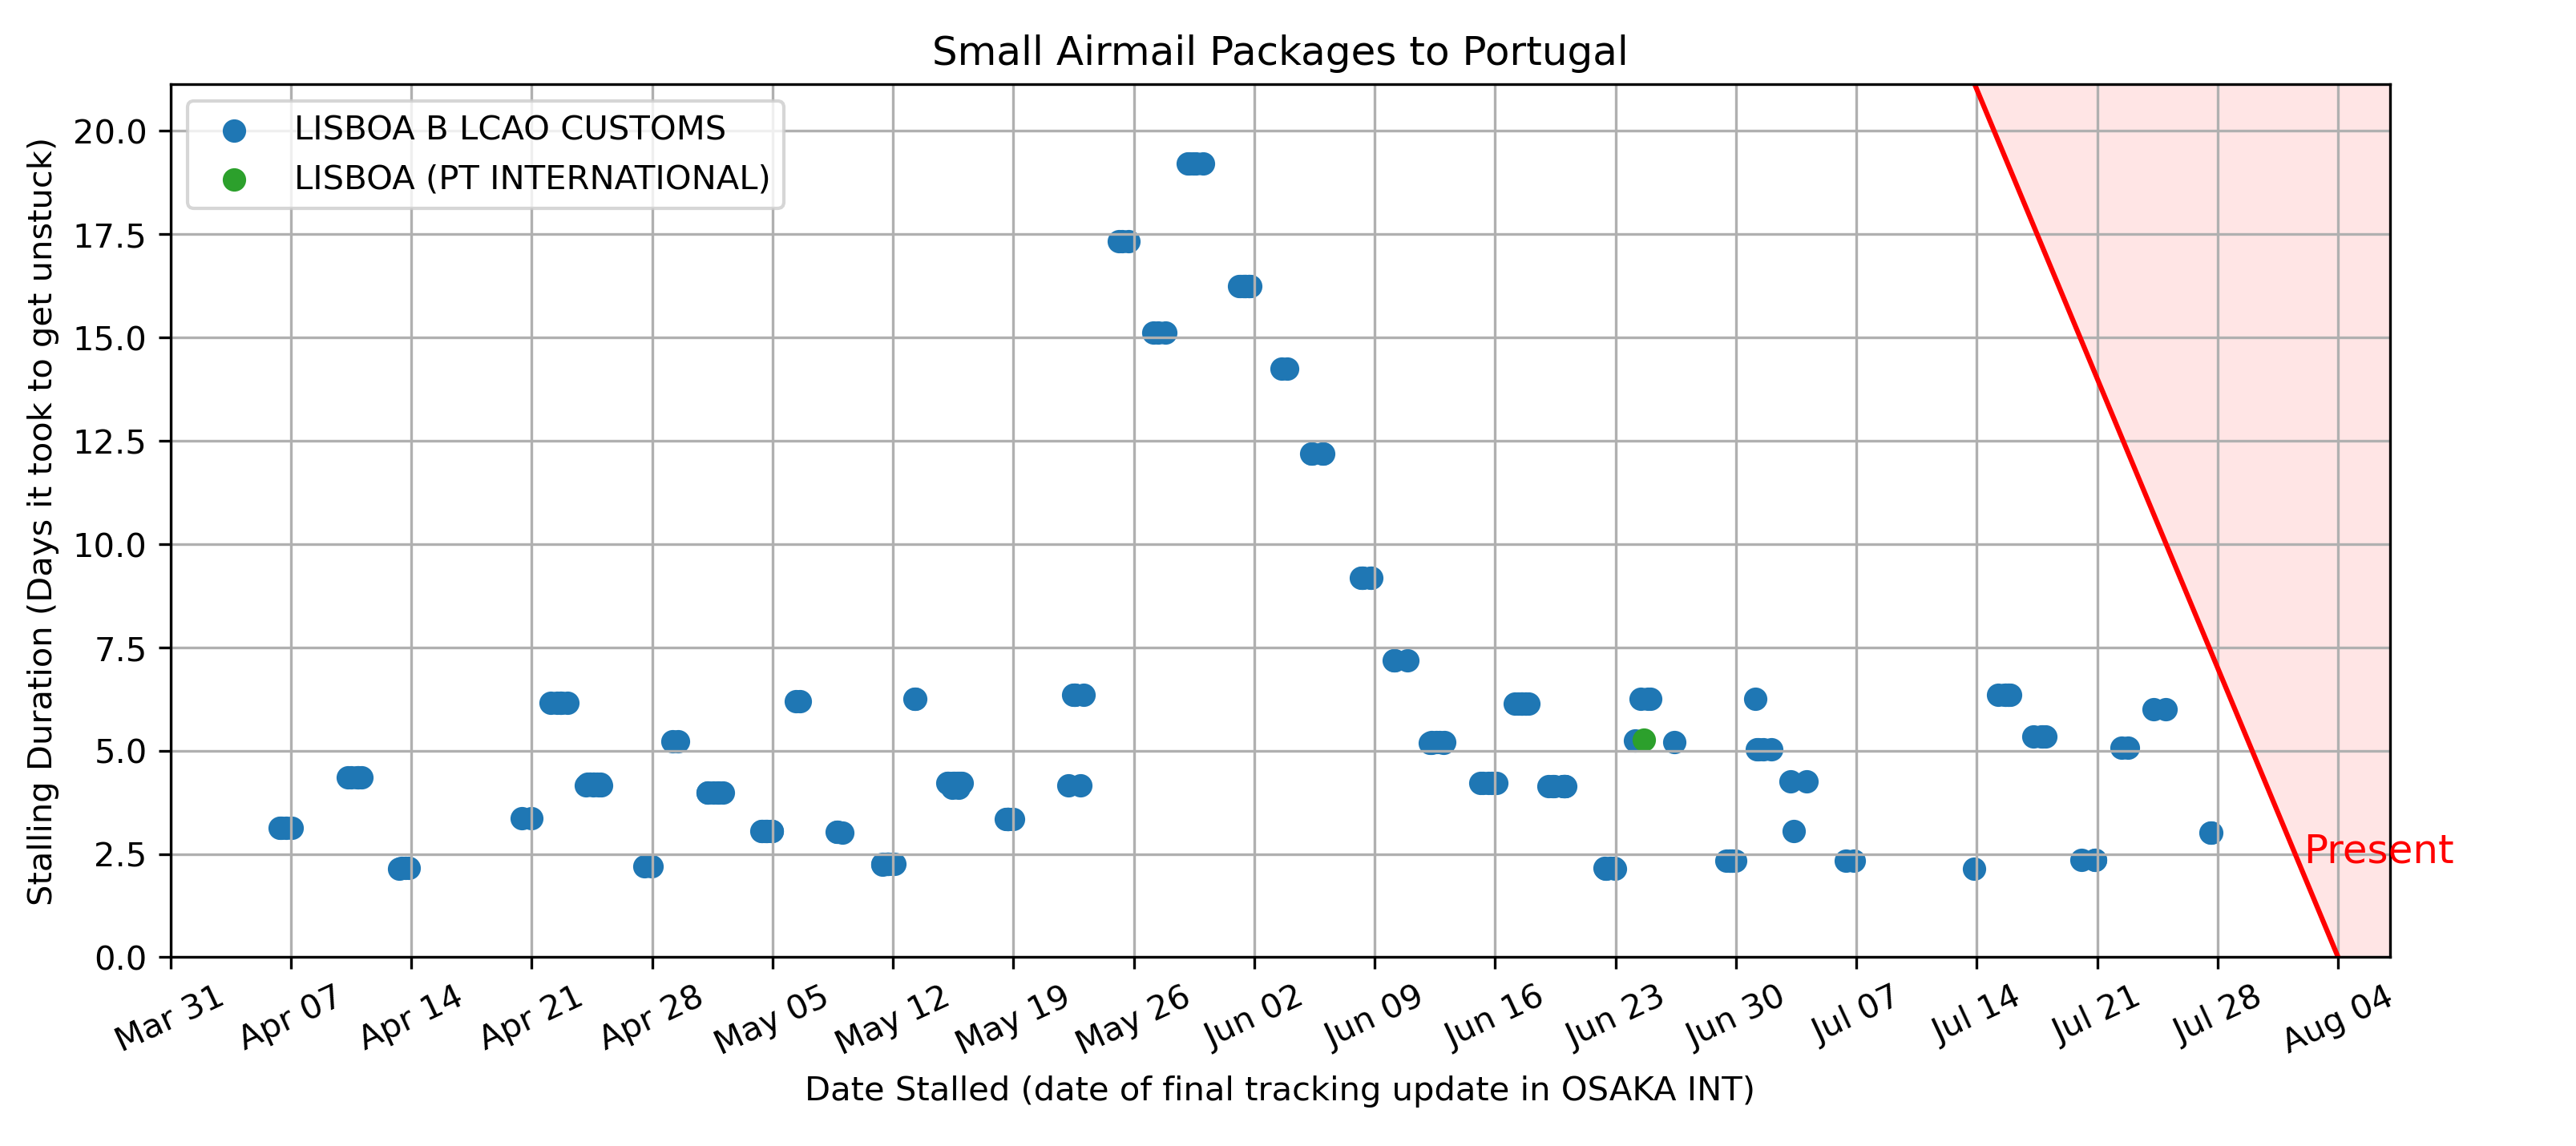 Small Airmail Packages to Portugal
LISBOA B LCAO CUSTOMS
LISBOA (PT INTERNATIONAL)
Stalling Duration (Days it took to get unstuck)
20.0
17.5
15.0
12.5
10.0
7.5
5.0
2.5
0.0
Present
Mar 31 Apr 07 Apr 14 Apr 21 Apr 28 May 05 May 12 May 19 May 26 Jun 02 Jun 09 Jun 16 Jun 23 Jun 30 Jul 07 Jul 14 Jul 21 Jul 28 Aug 04
Date Stalled (date of final tracking update in OSAKA INT)